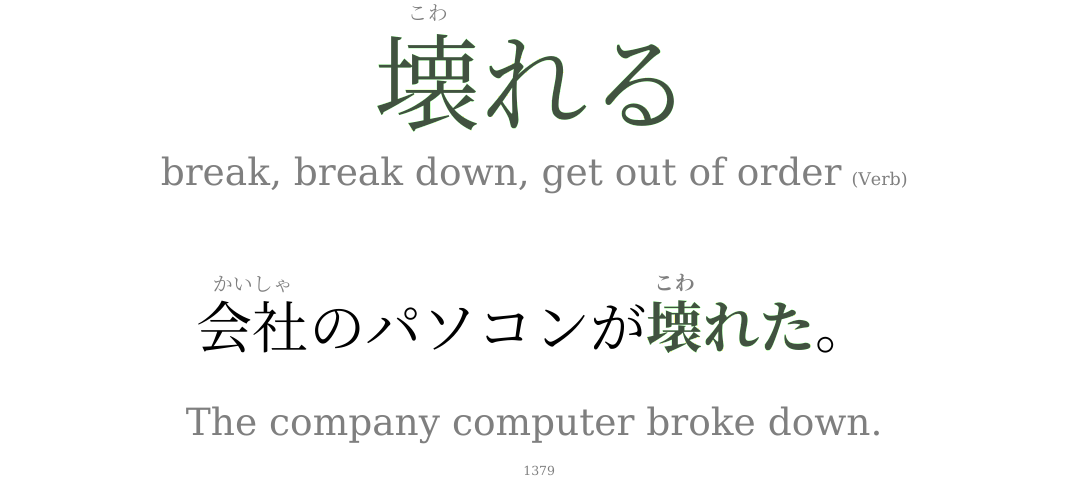 こわ
壊れる
break, break down, get out of order (Verb)
かいしゃ こわ
会社のパソコンが壊れた。
The company computer broke down.
1379